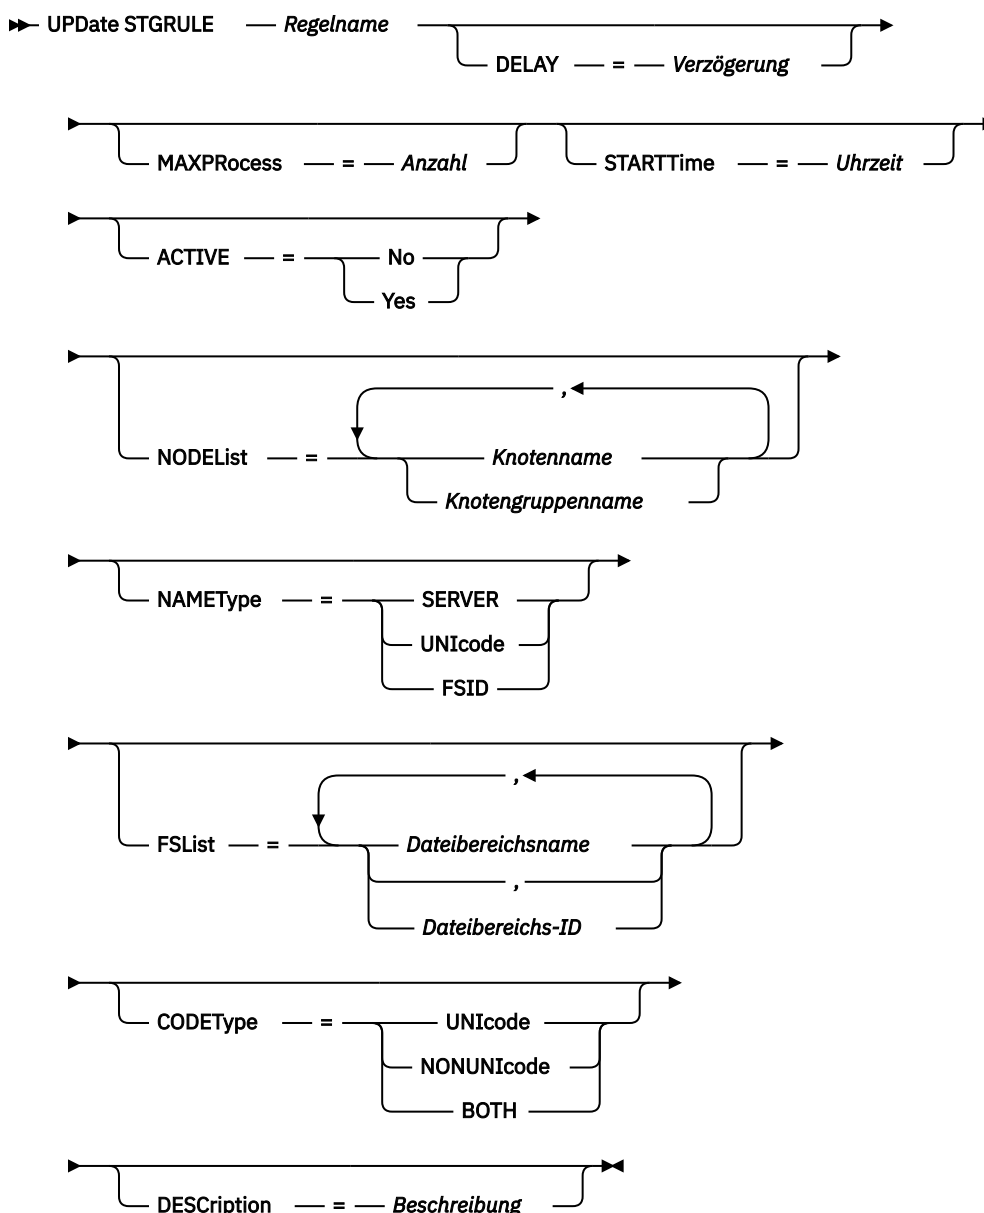 UPDate STGRULE Regelname
DELAY = Verzögerung
MAXPRocess = Anzahl STARTTime = Uhrzeit
ACTIVE = No
Yes
,
NODEList = Knotenname
Knotengruppenname
NAMEType = SERVER
UNIcode
FSID
,
FSList = Dateibereichsname
,
Dateibereichs-ID
CODEType = UNIcode
NONUNIcode
BOTH
DESCription = Beschreibung